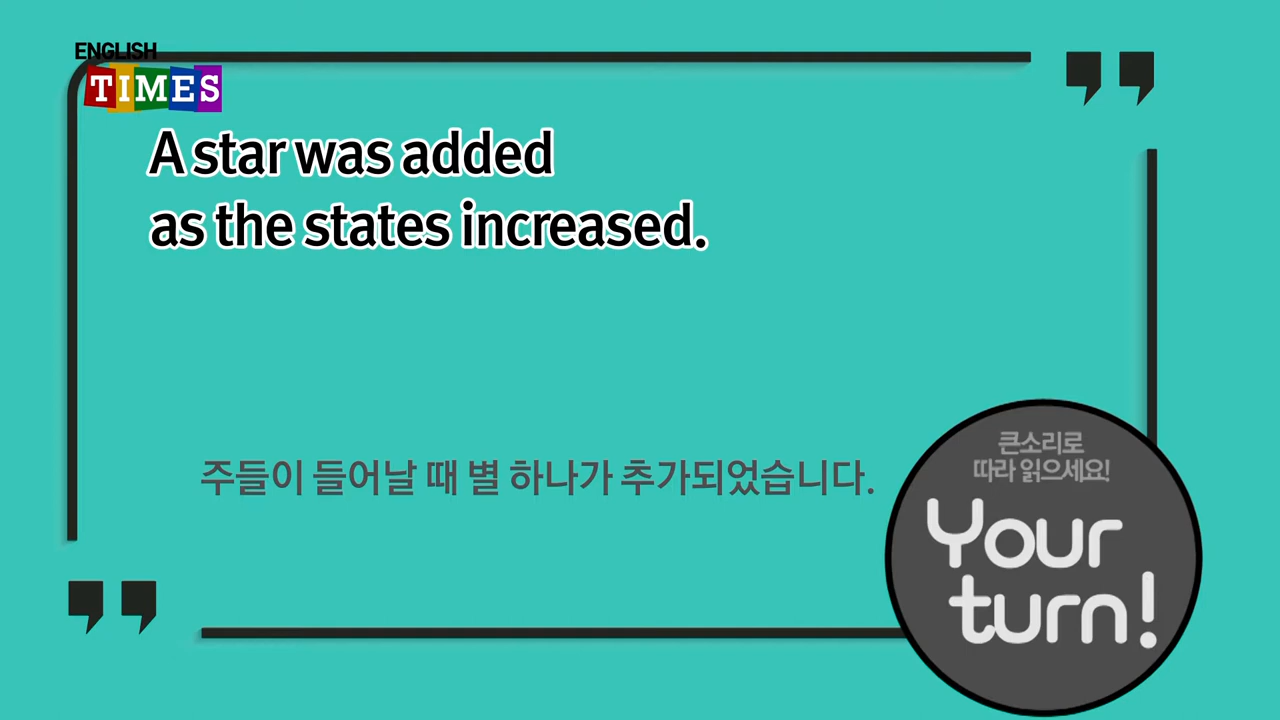 ENGLISH
TIMES
A star was added
as the states increased.
주들이 들어날 때 별 하나가 추가되었습니다.
큰소리로
따라 읽으세요!
Your
turn!